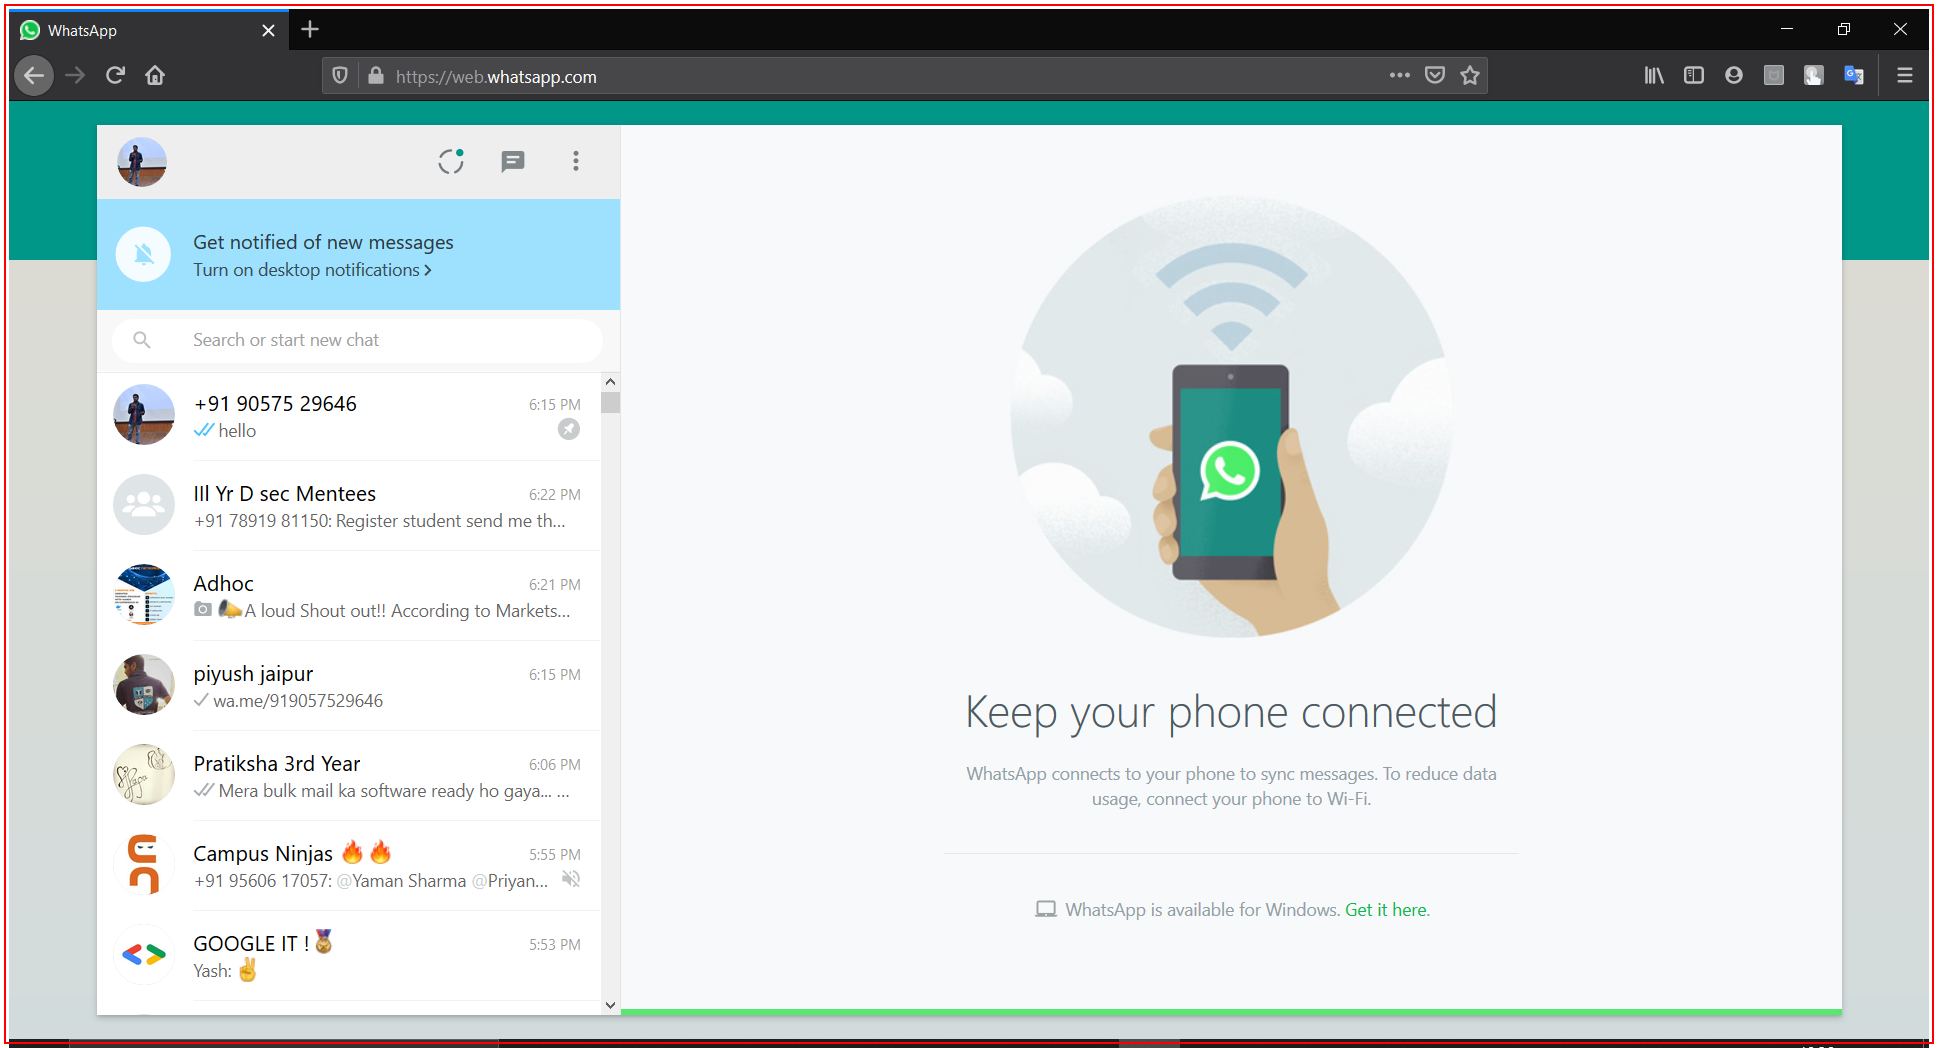 WhatsApp
https://web.whatsapp.com
Get notified of new messages
Turn on desktop notifications >
Search or start new chat
+91 90575 29646 6:15 PM
hello
III Yr D sec Mentees 6:22 PM
+91 78919 81150: Register student send me th...
Adhoc 6:21 PM
📷 📣A loud Shout out!! According to Markets...
piyush jaipur 6:15 PM
wa.me/919057529646
Pratiksha 3rd Year 6:06 PM
Mera bulk mail ka software ready ho gaya... ...
Campus Ninjas 🔥🔥 5:55 PM
+91 95606 17057: @Yaman Sharma @Priyan...
GOOGLE IT !🏅 5:53 PM
Yash: ✌
Keep your phone connected
WhatsApp connects to your phone to sync messages. To reduce data
usage, connect your phone to Wi-Fi.
WhatsApp is available for Windows. Get it here.